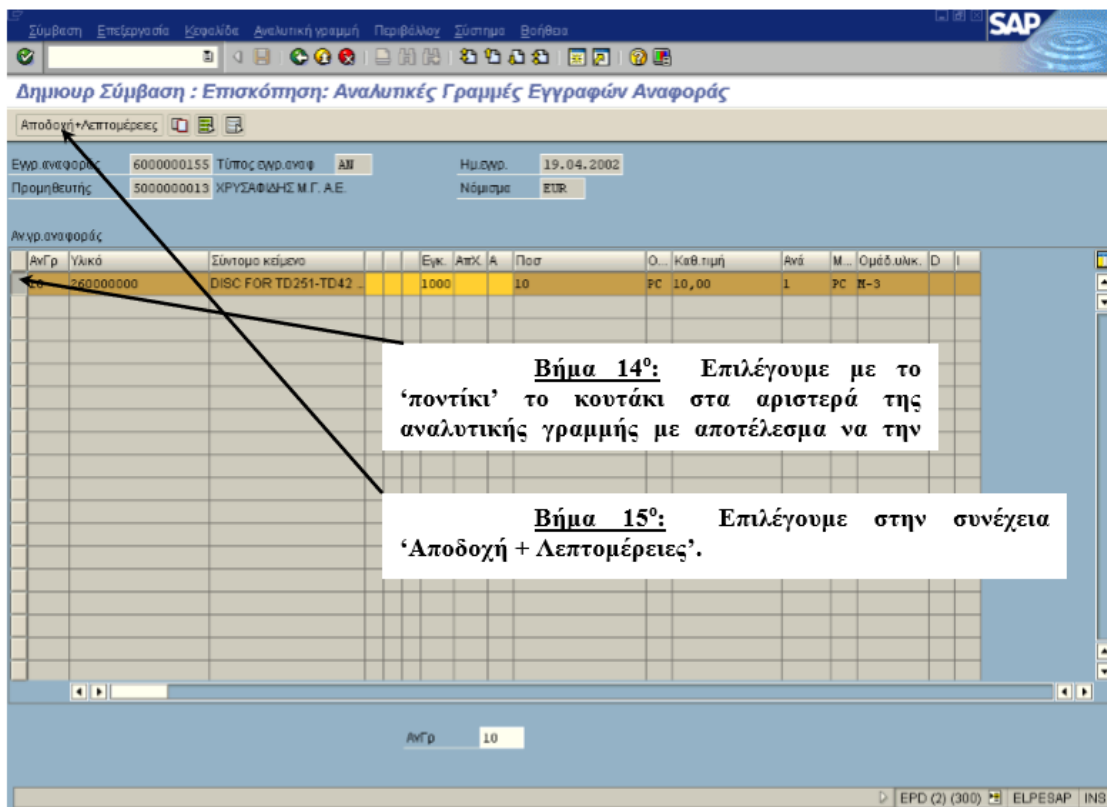 Σύμβαση Επεξεργασία Κεφαλίδα Αναλυτική γραμμή Περιβάλλον Σύστημα Βοήθεια
SAP
Δημιουρ Σύμβαση : Επισκόπηση: Αναλυτικές Γραμμές Εγγραφών Αναφοράς
Αποδοχή+Λεπτομέρειες
Εγγρ.αναφοράς 6000000155 Τύπος εγγρ.αναφ AN Ημ.εγγρ. 19.04.2002
Προμηθευτής 5000000013 ΧΡΥΣΑΦΙΔΗΣ Μ.Γ. Α.Ε. Νόμισμα EUR
Αν.γρ.αναφοράς
ΑνΓρ Υλικό Σύντομο κείμενο Εγκ. ΑπΧ. Α Ποσ Ο... Καθ.τιμή Ανά Μ... Ομάδ.υλικ. D I
10 260000000 DISC FOR TD251-TD42 .. 1000 10 PC 10,00 1 PC M-3
Βήμα 14ο: Επιλέγουμε με το
‘ποντίκι’ το κουτάκι στα αριστερά της
αναλυτικής γραμμής με αποτέλεσμα να την
Βήμα 15ο: Επιλέγουμε στην συνέχεια
‘Αποδοχή + Λεπτομέρειες’.
ΑνΓρ 10
EPD (2) (300) ELPESAP INS